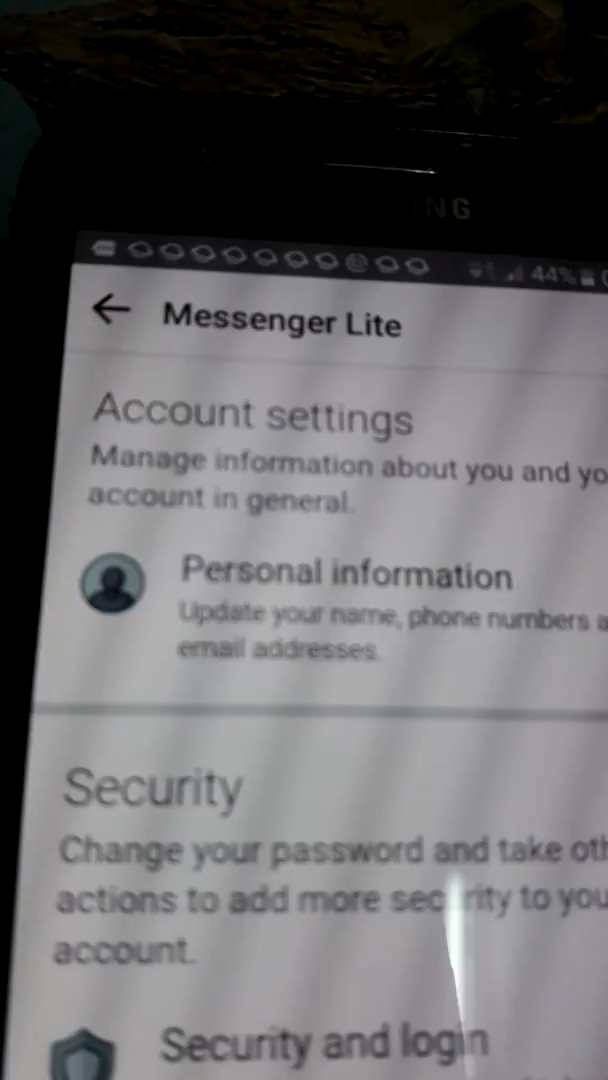 NG
44%
Messenger Lite
Account settings
Manage information about you and yo
account in general.
Personal information
Update your name, phone numbers a
email addresses.
Security
Change your password and take oth
actions to add more security to you
account.
Security and login